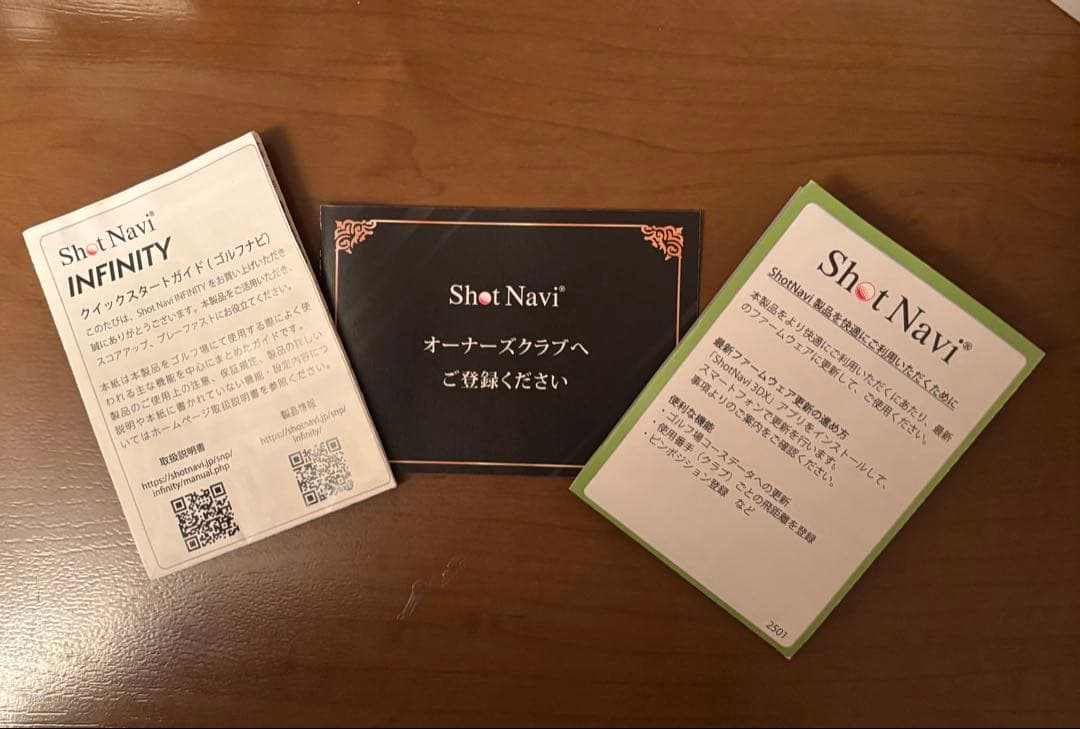 Shot Navi®
INFINITY
クイックスタートガイド(ゴルフナビ)
このたびは、Shot Navi INFINITYをお買い上げいただき
誠にありがとうございます。本製品をご活用いただき、
スコアアップ、プレーファストにお役立てください。
本紙は本製品をゴルフ場にて使用する際によく使
われる主な機能を中心にまとめたガイドです。
製品のご使用上の注意、保証規定、製品の詳しい
説明や本紙に書かれていない機能・設定内容につ
いてはホームページ取扱説明書を参照ください。
取扱説明書
https://shotnavi.jp/snp/
infinity/manual.php
製品情報
https://shotnavi.jp/snp/
infinity/
Shot Navi®
オーナーズクラブへ
ご登録ください
Shot Navi®
ShotNavi 製品を快適にご利用いただくために
本製品をより快適にご利用いただくにあたり、最新
のファームウェアに更新して、ご使用ください。
最新ファームウェア更新の進め方
「ShotNavi 3DX」アプリをインストールして、
スマートフォンで更新を行います。
事項よりのご案内をご確認ください。
便利な機能
・ゴルフ場コースデータへの更新
・使用番手(クラブ)ごとの飛距離を登録
・ピンポジション登録 など
2501